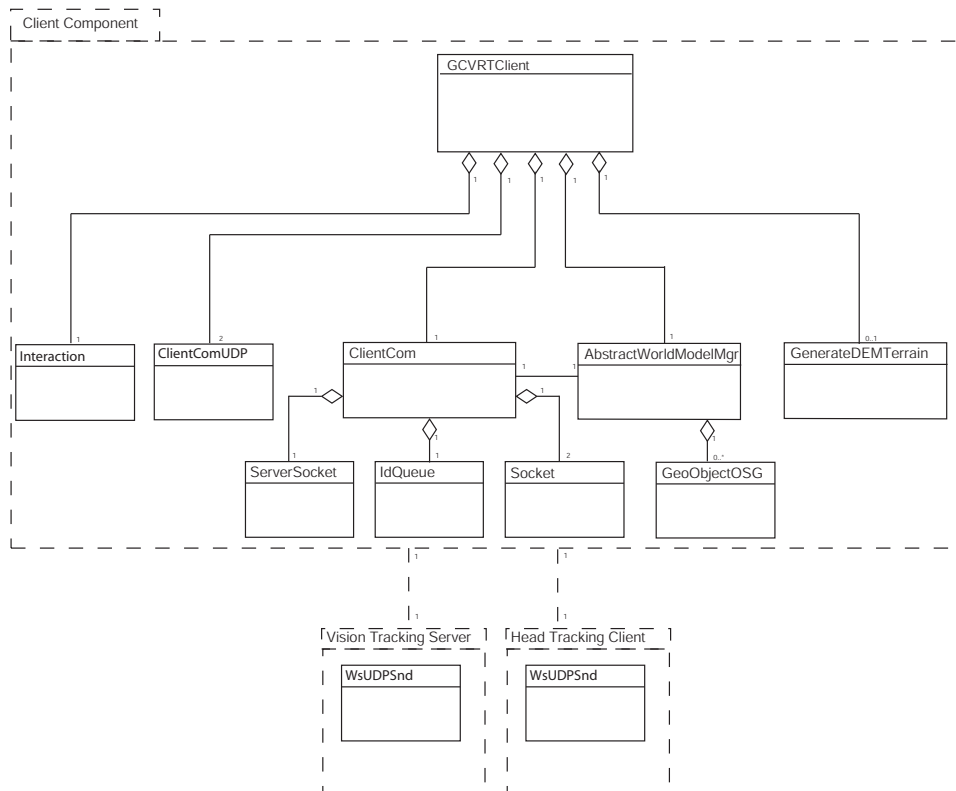 Client Component
GCVRTClient
1 1 1 1 1
1 2 1 1 0..1
Interaction
ClientComUDP
ClientCom
AbstractWorldModelMgr
GenerateDEMTerrain
1 1
1 1 1 1
1 1 2 0..*
ServerSocket
IdQueue
Socket
GeoObjectOSG
1 1
1 1
Vision Tracking Server
Head Tracking Client
WsUDPSnd
WsUDPSnd